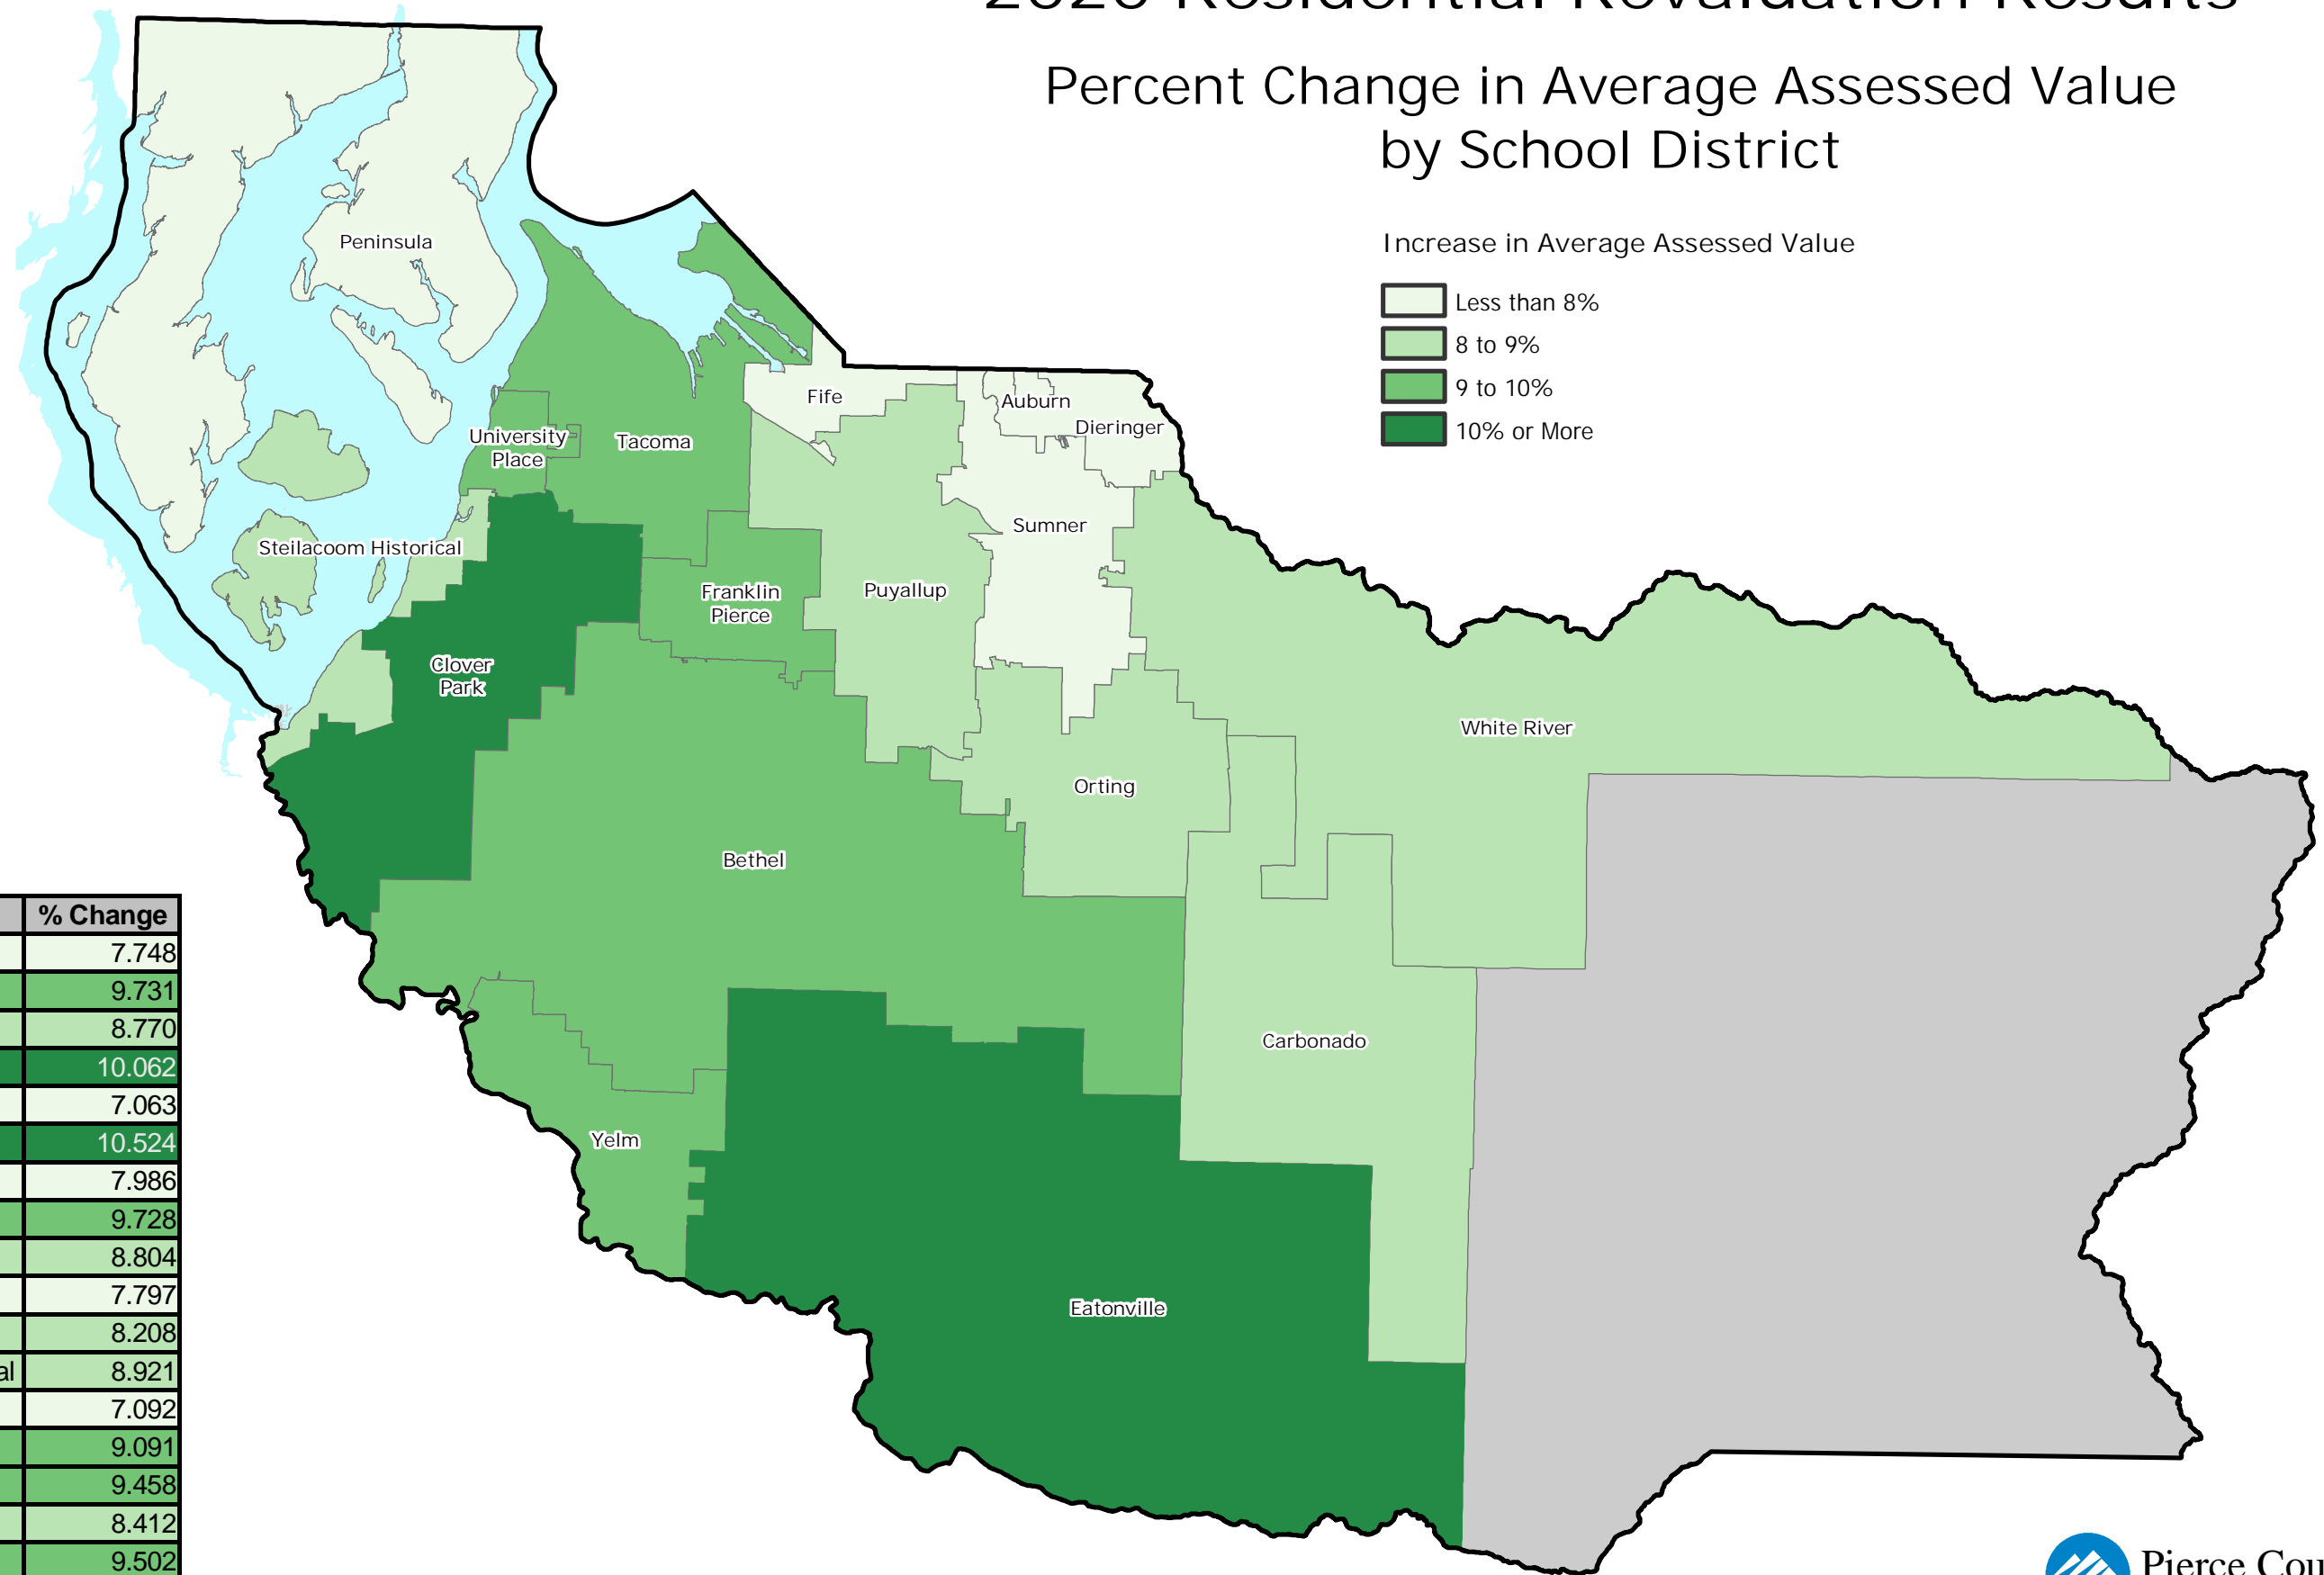 Percent Change in Average Assessed Value
by School District
Increase in Average Assessed Value
Less than 8%
8 to 9%
9 to 10%
10% or More
Peninsula
Fife
Auburn
Dieringer
University
Place
Tacoma
Sumner
Steilacoom Historical
Franklin
Pierce
Puyallup
Clover
Park
White River
Orting
Bethel
Carbonado
Yelm
Eatonville
% Change
7.748
9.731
8.770
10.062
7.063
10.524
7.986
9.728
8.804
7.797
8.208
al 8.921
7.092
9.091
9.458
8.412
9.502
Pierce Cou